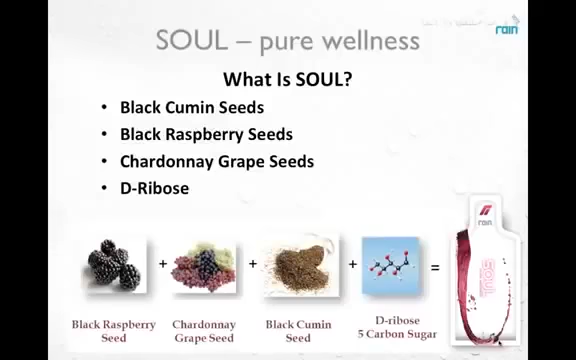 rain
SOUL – pure wellness
What Is SOUL?
• Black Cumin Seeds
• Black Raspberry Seeds
• Chardonnay Grape Seeds
• D-Ribose
rain
SOUL
+ + + =
Black Raspberry Seed
Chardonnay Grape Seed
Black Cumin Seed
D-ribose
5 Carbon Sugar